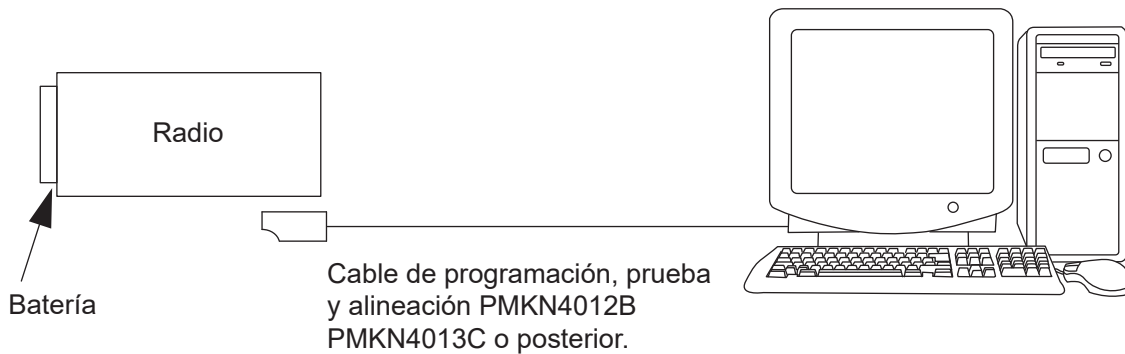 Radio
Batería
Cable de programación, prueba
y alineación PMKN4012B
PMKN4013C o posterior.